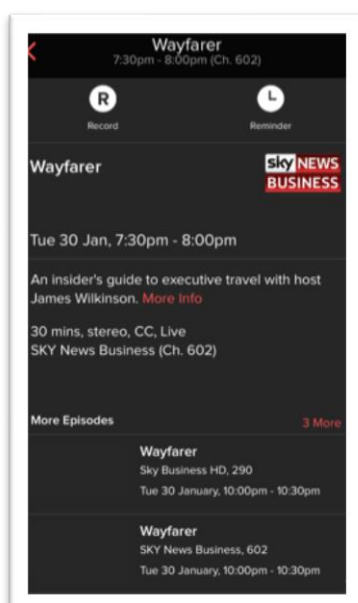 Wayfarer
7:30pm - 8:00pm (Ch. 602)
R
Record
Reminder
Wayfarer
sky NEWS
BUSINESS
Tue 30 Jan, 7:30pm - 8:00pm
An insider's guide to executive travel with host
James Wilkinson. More Info
30 mins, stereo, CC, Live
SKY News Business (Ch. 602)
More Episodes
3 More
Wayfarer
Sky Business HD, 290
Tue 30 January, 10:00pm - 10:30pm
Wayfarer
SKY News Business, 602
Tue 30 January, 10:00pm - 10:30pm